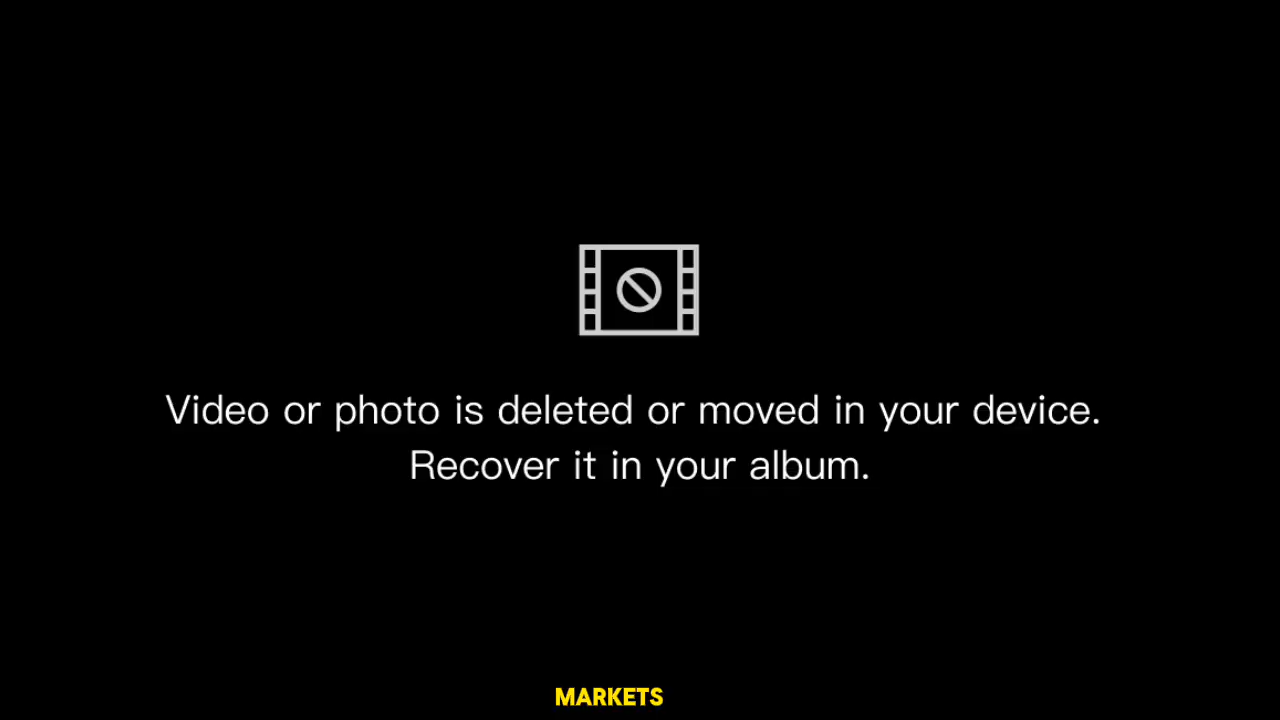 Video or photo is deleted or moved in your device.
Recover it in your album.
MARKETS